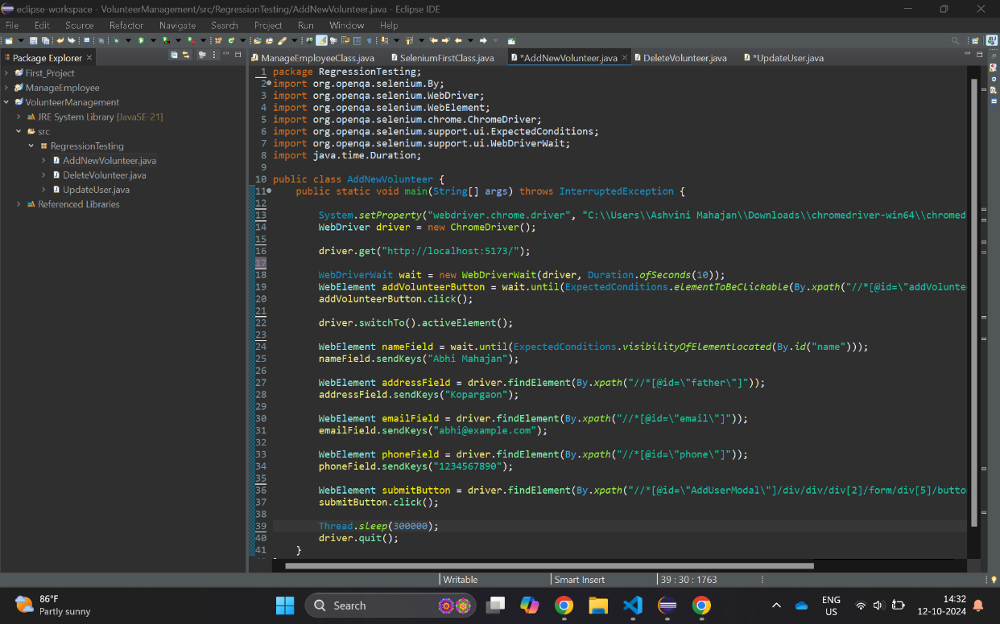 eclipse-workspace - VolunteerManagement/src/RegressionTesting/AddNewVolunteer.java - Eclipse IDE
File Edit Source Refactor Navigate Search Project Run Window Help
Package Explorer
ManageEmployeeClass.java SeleniumFirstClass.java *AddNewVolunteer.java DeleteVolunteer.java *UpdateUser.java
First_Project
ManageEmployee
VolunteerManagement
JRE System Library [JavaSE-21]
src
RegressionTesting
AddNewVolunteer.java
DeleteVolunteer.java
UpdateUser.java
Referenced Libraries
1 package RegressionTesting;
2 import org.openqa.selenium.By;
3 import org.openqa.selenium.WebDriver;
4 import org.openqa.selenium.WebElement;
5 import org.openqa.selenium.chrome.ChromeDriver;
6 import org.openqa.selenium.support.ui.ExpectedConditions;
7 import org.openqa.selenium.support.ui.WebDriverWait;
8 import java.time.Duration;
9
10 public class AddNewVolunteer {
11 public static void main(String[] args) throws InterruptedException {
12
13 System.setProperty("webdriver.chrome.driver", "C:\\Users\\Ashvini Mahajan\\Downloads\\chromedriver-win64\\chromed
14 WebDriver driver = new ChromeDriver();
15
16 driver.get("http://localhost:5173/");
17
18 WebDriverWait wait = new WebDriverWait(driver, Duration.ofSeconds(10));
19 WebElement addVolunteerButton = wait.until(ExpectedConditions.elementToBeClickable(By.xpath("//*[@id=\"addVolunte
20 addVolunteerButton.click();
21
22 driver.switchTo().activeElement();
23
24 WebElement nameField = wait.until(ExpectedConditions.visibilityOfElementLocated(By.id("name")));
25 nameField.sendKeys("Abhi Mahajan");
26
27 WebElement addressField = driver.findElement(By.xpath("//*[@id=\"father\"]"));
28 addressField.sendKeys("Kopargaon");
29
30 WebElement emailField = driver.findElement(By.xpath("//*[@id=\"email\"]"));
31 emailField.sendKeys("abhi@example.com");
32
33 WebElement phoneField = driver.findElement(By.xpath("//*[@id=\"phone\"]"));
34 phoneField.sendKeys("1234567890");
35
36 WebElement submitButton = driver.findElement(By.xpath("//*[@id=\"AddUserModal\"]/div/div/div[2]/form/div[5]/butto
37 submitButton.click();
38
39 Thread.sleep(300000);
40 driver.quit();
41 }
Writable Smart Insert 39 : 30 : 1763
86°F
Partly sunny
Search
ENG
US
14:32
12-10-2024